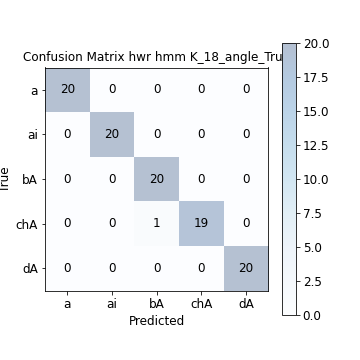 Confusion Matrix hwr hmm K_18_angle_Tru
True
a 20 0 0 0 0
ai 0 20 0 0 0
bA 0 0 20 0 0
chA 0 0 1 19 0
dA 0 0 0 0 20
a ai bA chA dA
Predicted
20.0
17.5
15.0
12.5
10.0
7.5
5.0
2.5
0.0